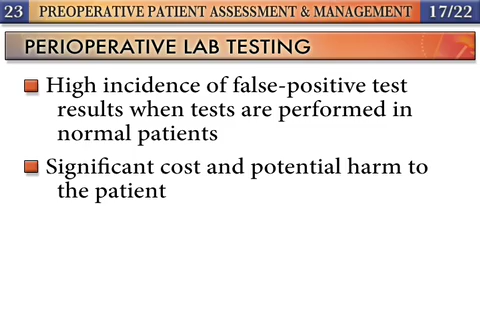 23 PREOPERATIVE PATIENT ASSESSMENT & MANAGEMENT 17/22
PERIOPERATIVE LAB TESTING
High incidence of false-positive test
results when tests are performed in
normal patients
Significant cost and potential harm to
the patient